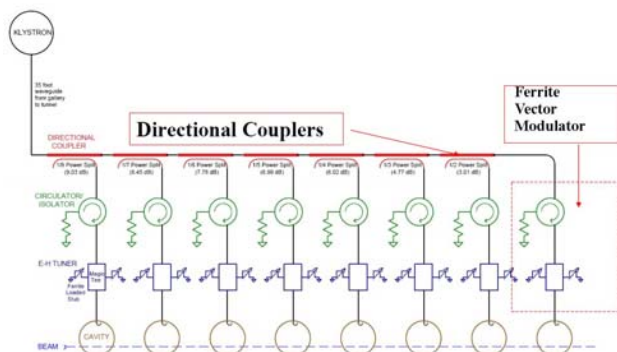 KLYSTRON
35 foot
waveguide
from gallery
to tunnel
Ferrite
Vector
Modulator
Directional Couplers
DIRECTIONAL
COUPLER
1/8 Power Split
(9.03 dB)
1/7 Power Split
(8.45 dB)
1/6 Power Split
(7.78 dB)
1/5 Power Split
(6.99 dB)
1/4 Power Split
(6.02 dB)
1/3 Power Split
(4.77 dB)
1/2 Power Split
(3.01 dB)
CIRCULATOR/
ISOLATOR
E-H TUNER
Magic
Tee
Ferrite
Loaded
Stub
CAVITY
BEAM